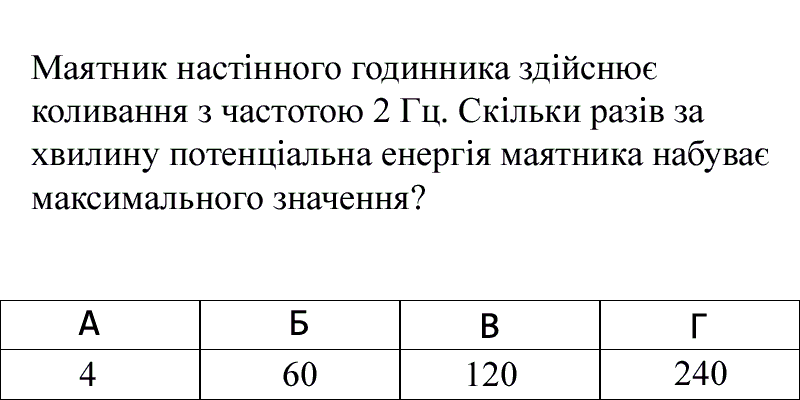 Маятник настінного годинника здійснює
коливання з частотою 2 Гц. Скільки разів за
хвилину потенціальна енергія маятника набуває
максимального значення?
А Б В Г
4 60 120 240